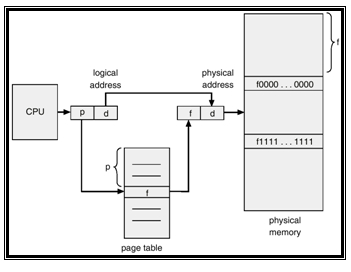 logical
address
physical
address
f
CPU
p d
f d
f0000 . . . 0000
f1111 . . . 1111
p
f
page table
physical
memory